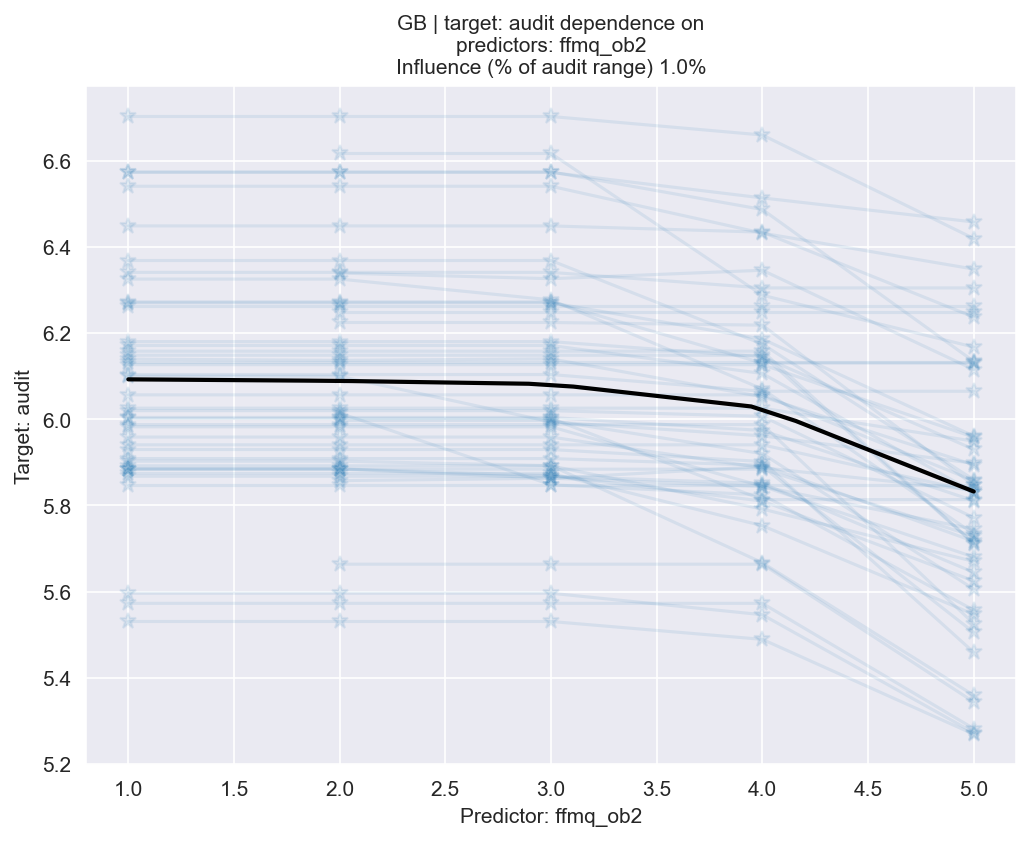 GB | target: audit dependence on
predictors: ffmq_ob2
Influence (% of audit range) 1.0%
Target: audit
6.6
6.4
6.2
6.0
5.8
5.6
5.4
5.2
1.0 1.5 2.0 2.5 3.0 3.5 4.0 4.5 5.0
Predictor: ffmq_ob2